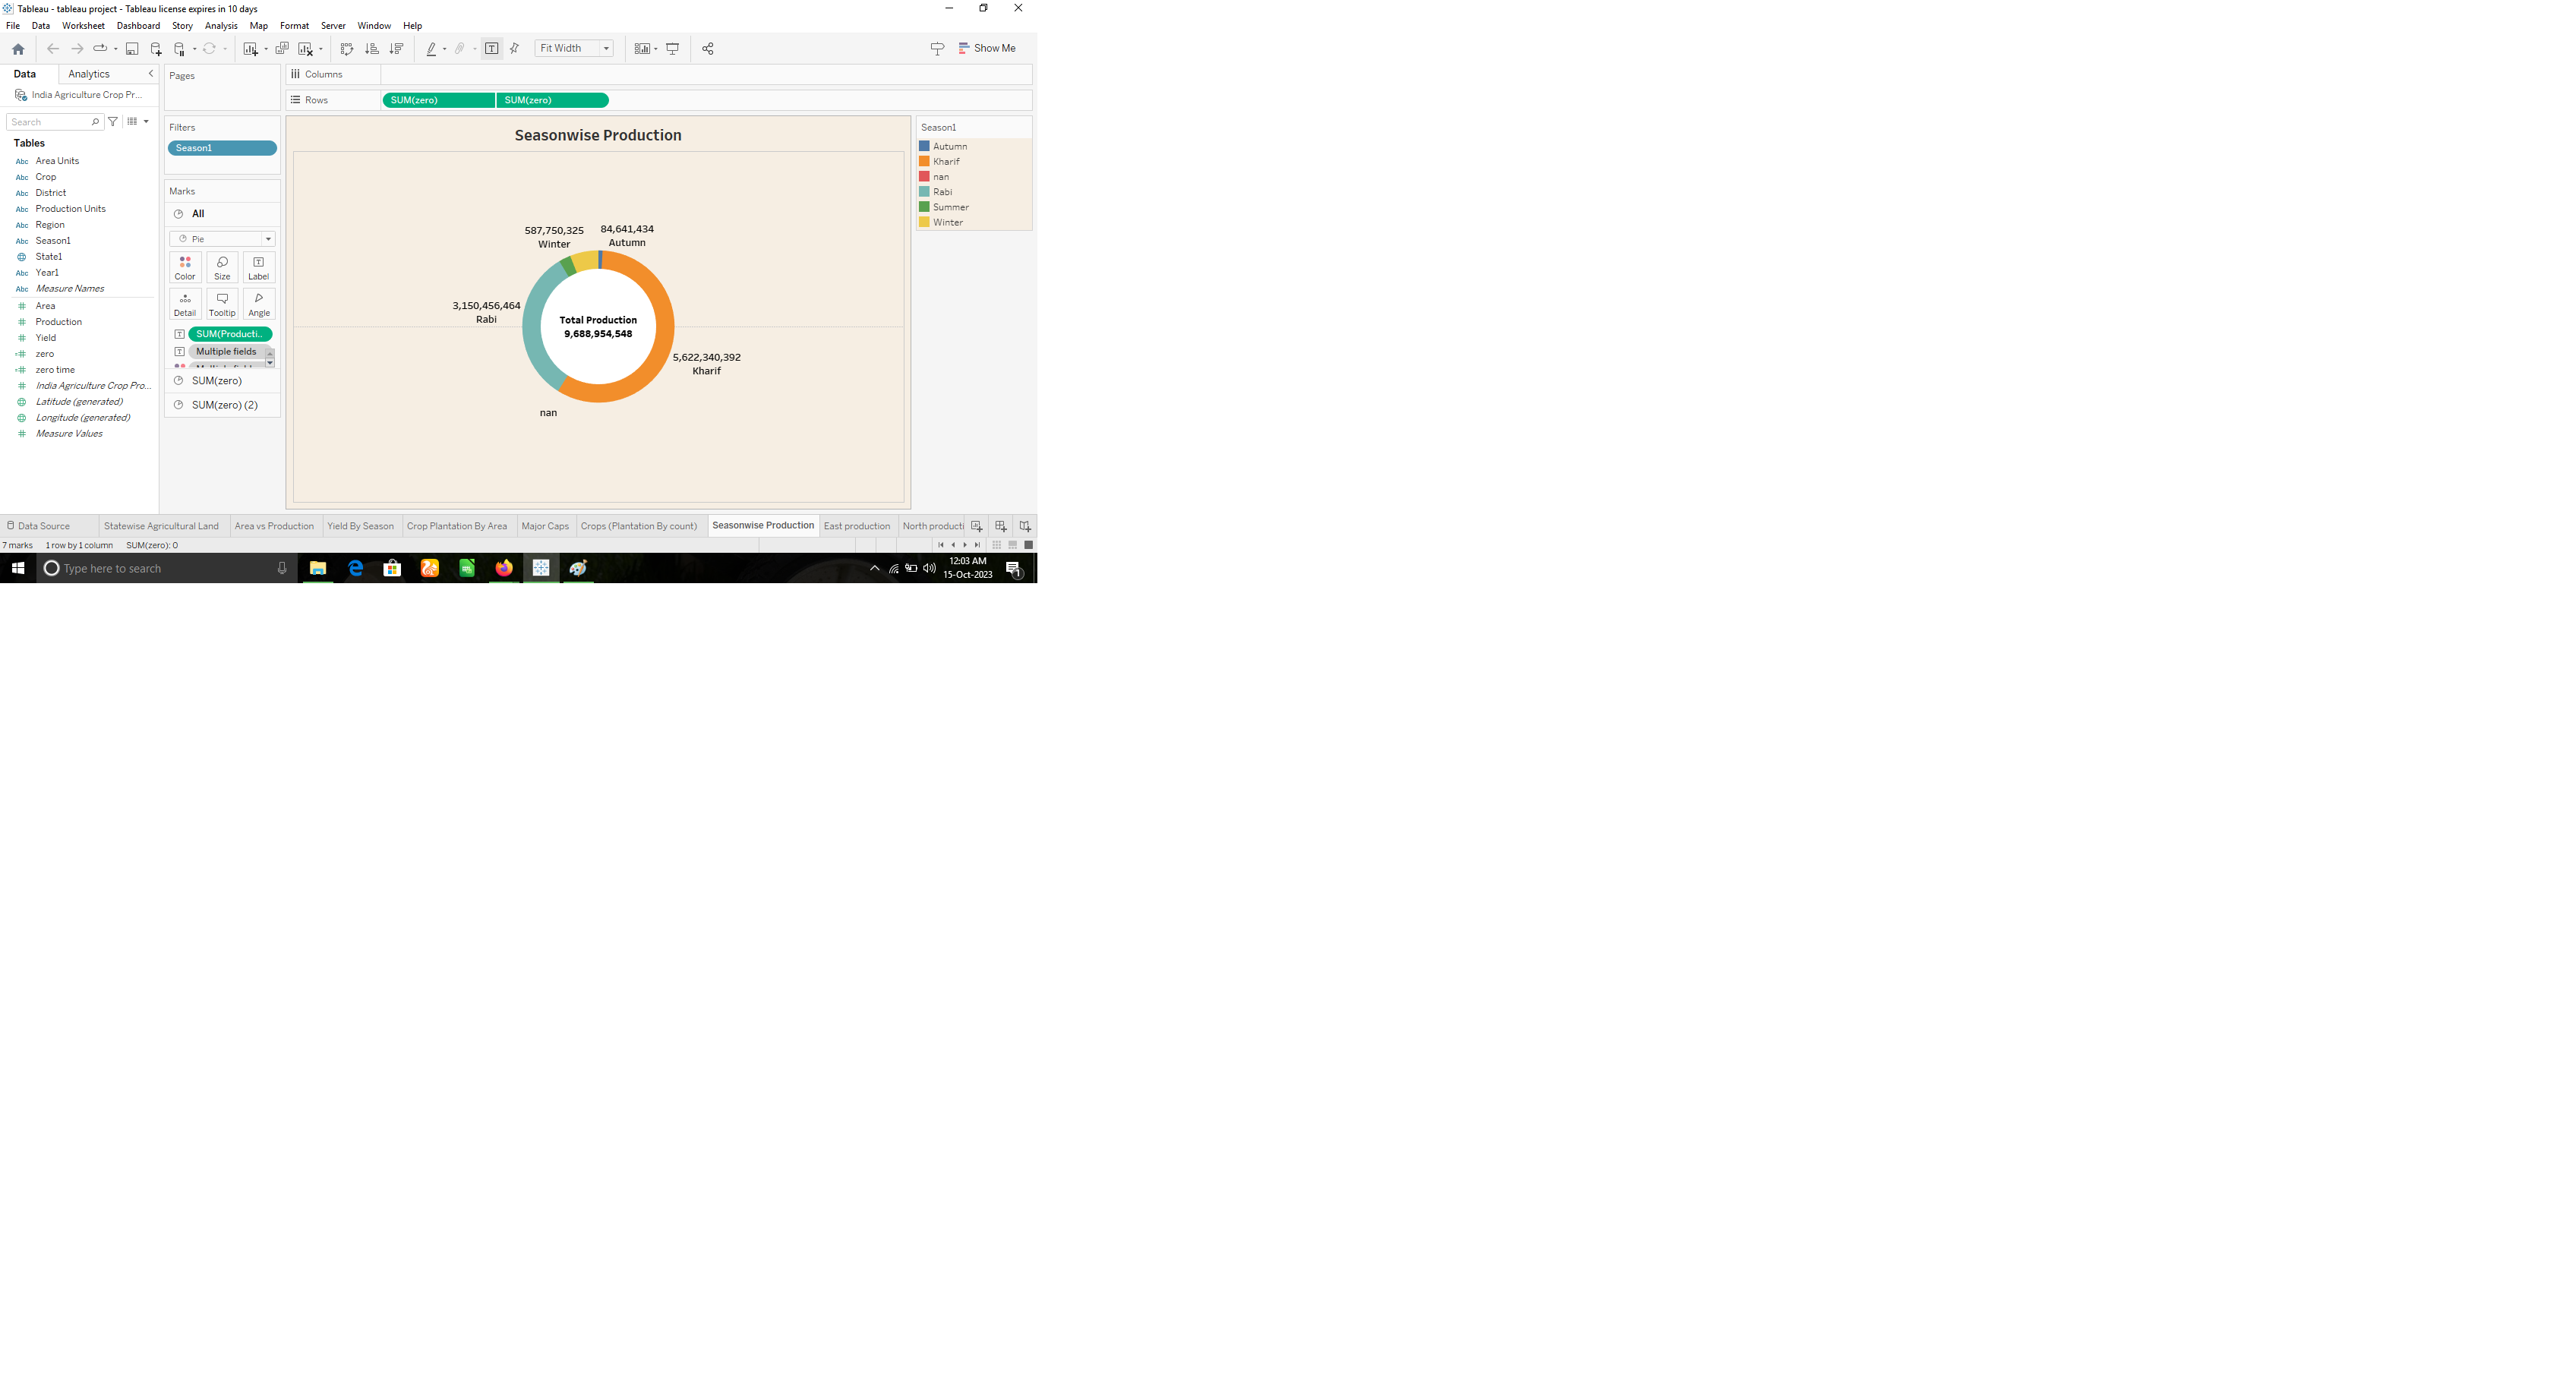 Tableau - tableau project - Tableau license expires in 10 days
File Data Worksheet Dashboard Story Analysis Map Format Server Window Help
Fit Width
Show Me
Data Analytics
India Agriculture Crop Pr...
Search
Tables
Abc Area Units
Abc Crop
Abc District
Abc Production Units
Abc Region
Abc Season1
State1
Abc Year1
Abc Measure Names
Area
Production
Yield
zero
zero time
India Agriculture Crop Pro...
Latitude (generated)
Longitude (generated)
Measure Values
Pages
Filters
Season1
Marks
All
Pie
Color Size Label
Detail Tooltip Angle
SUM(Producti..
Multiple fields
SUM(zero)
SUM(zero) (2)
Columns
Rows SUM(zero) SUM(zero)
Seasonwise Production
587,750,325
Winter
84,641,434
Autumn
3,150,456,464
Rabi
Total Production
9,688,954,548
5,622,340,392
Kharif
nan
Season1
Autumn
Kharif
nan
Rabi
Summer
Winter
Data Source Statewise Agricultural Land Area vs Production Yield By Season Crop Plantation By Area Major Caps Crops (Plantation By count) Seasonwise Production East production North producti
7 marks 1 row by 1 column SUM(zero): 0
Type here to search
12:03 AM
15-Oct-2023
1